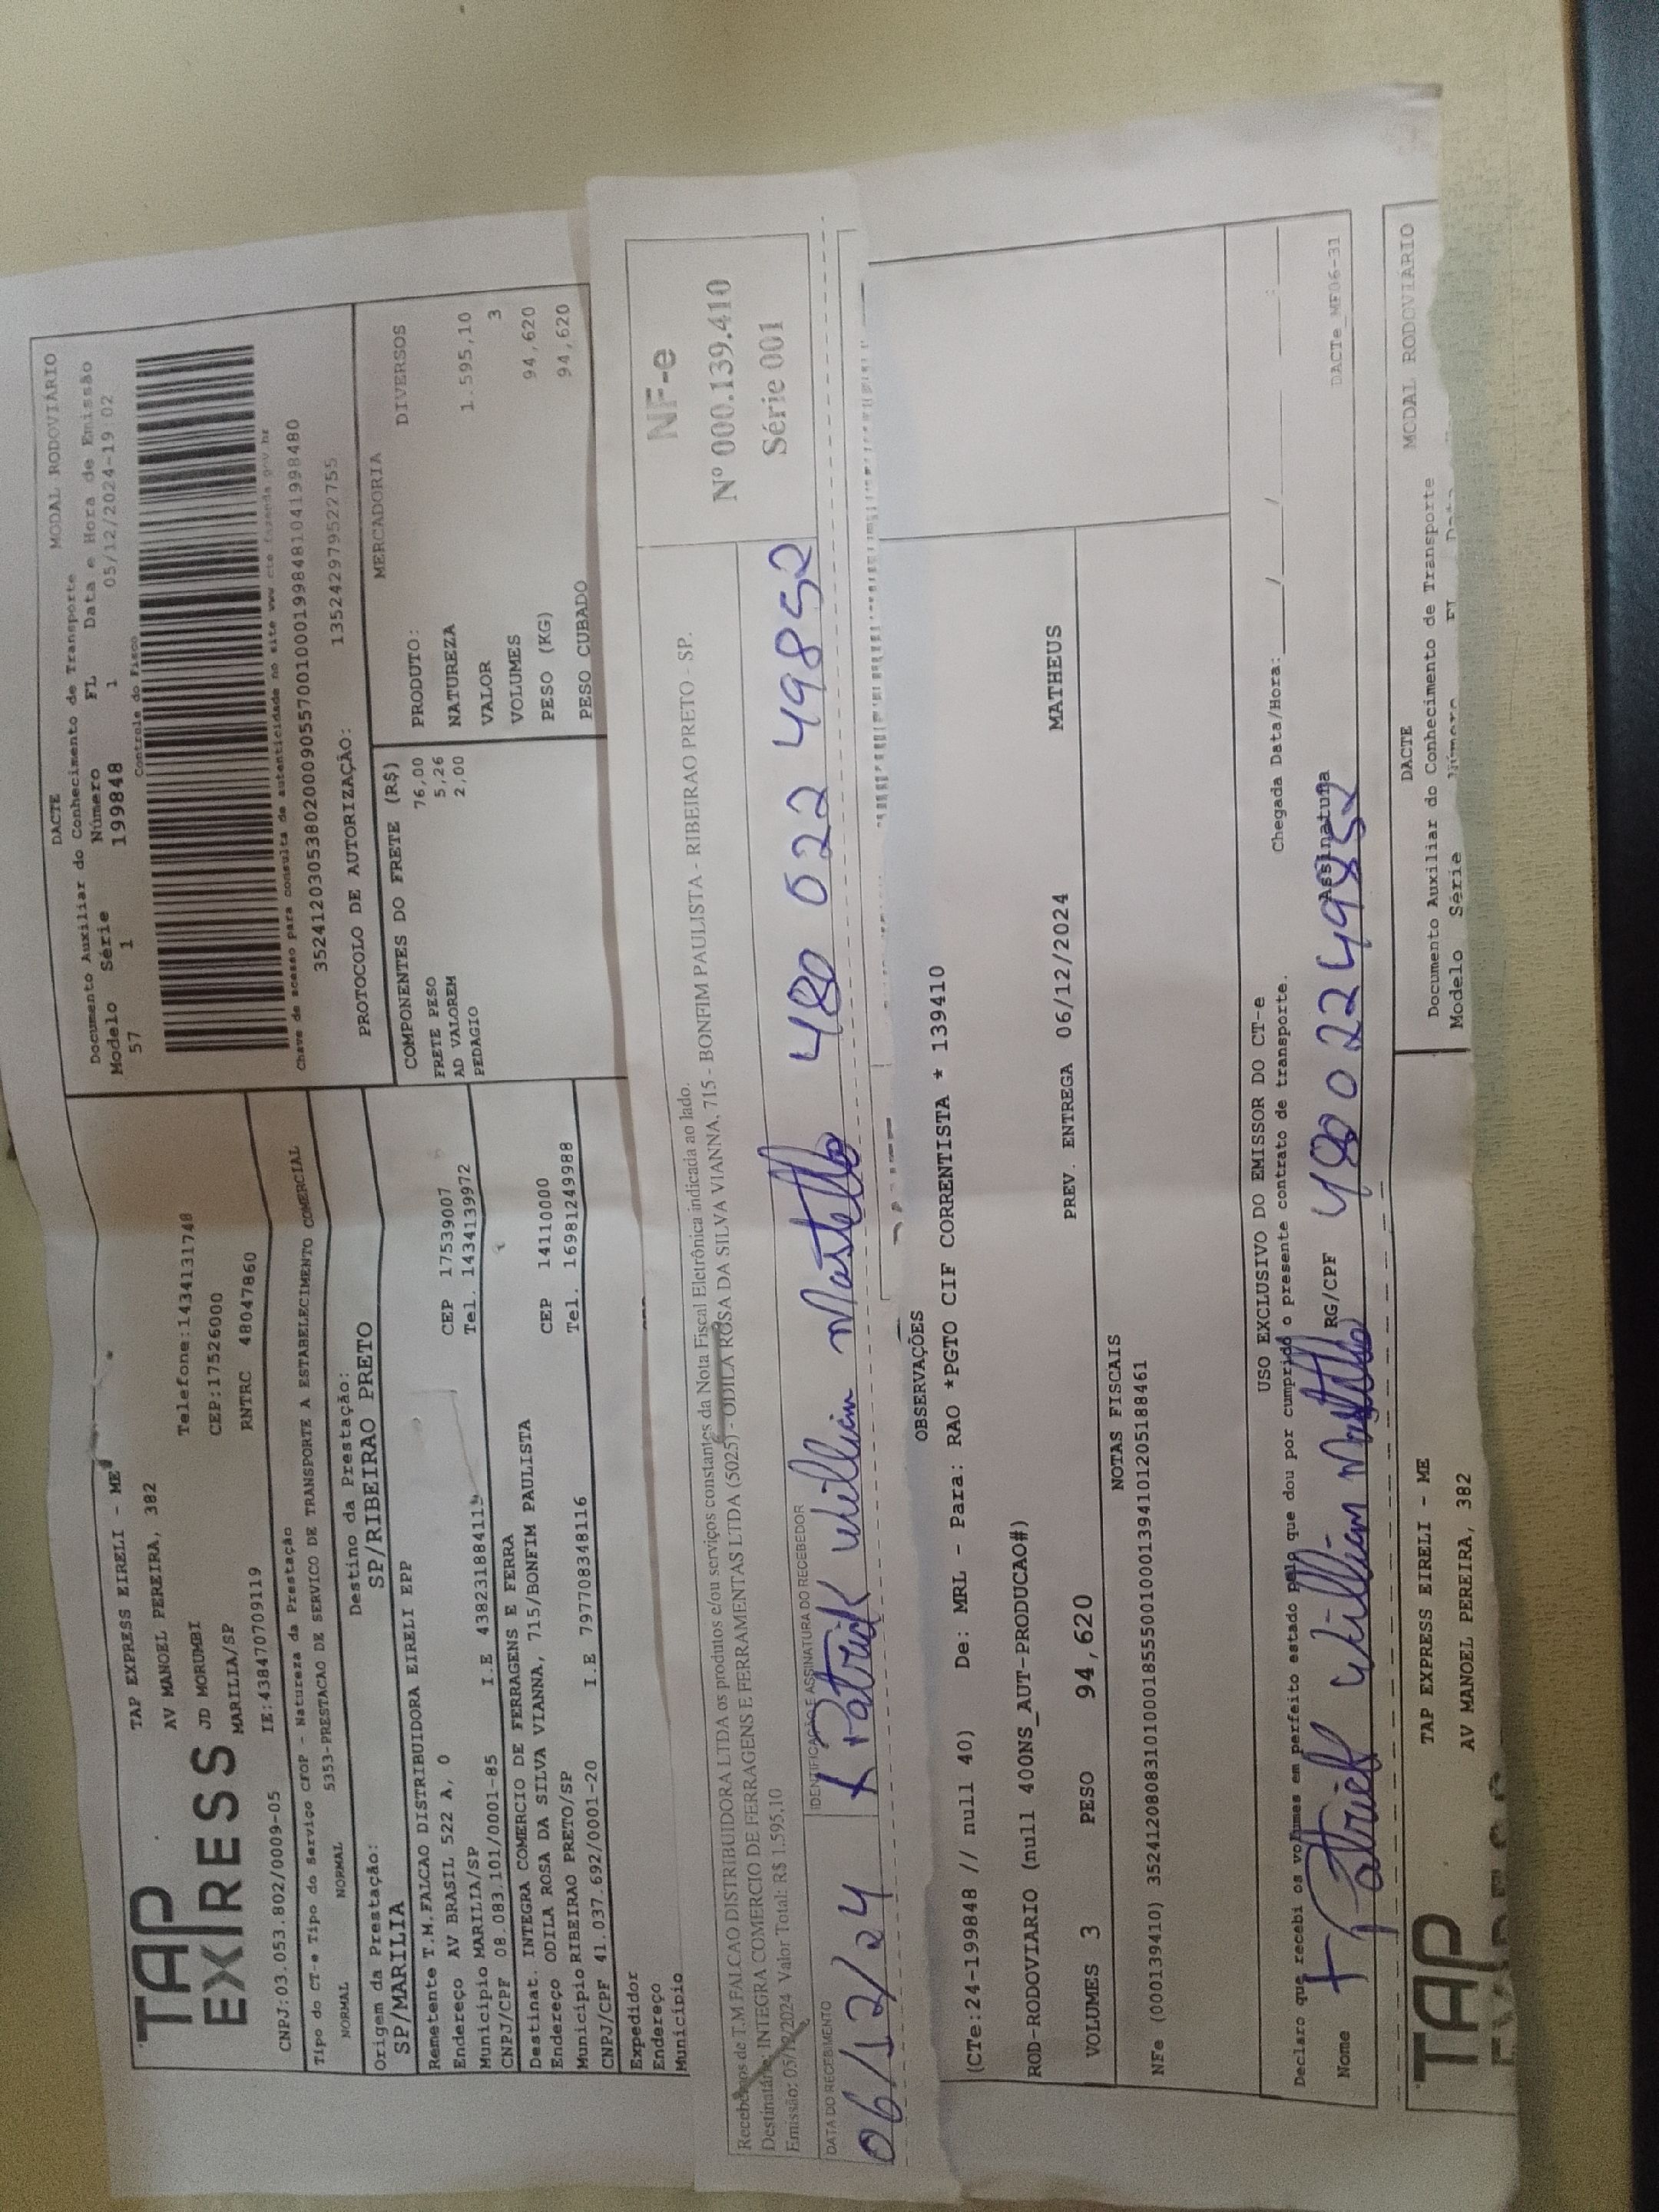 TAP
EXPRESS
TAP EXPRESS EIRELI - ME
AV MANOEL PEREIRA, 382
JD MORUMBI Telefone:1434131748
MARILIA/SP CEP:17526000
CNPJ:03.053.802/0009-05 IE:438470709119 RNTRC 48047860
DACTE MODAL RODOVIÁRIO
Documento Auxiliar do Conhecimento de Transporte
Modelo Série Número FL Data e Hora de Emissão
57 1 199848 1 05/12/2024-19 02
Controle do Fisco
Chave de acesso para consulta de autenticidade no site www cte fazenda gov br
Tipo do CT-e Tipo do Serviço CFOP - Natureza da Prestação
NORMAL NORMAL 5353-PRESTACAO DE SERVICO DE TRANSPORTE A ESTABELECIMENTO COMERCIAL
PROTOCOLO DE AUTORIZAÇÃO: 135242979522755
Origem da Prestação: Destino da Prestação:
SP/MARILIA SP/RIBEIRAO PRETO
Remetente T.M.FALCAO DISTRIBUIDORA EIRELI EPP
Endereço AV BRASIL 522 A, 0 CEP 17539007
Município MARILIA/SP Tel. 1434139972
CNPJ/CPF 08.083.101/0001-85 I.E
Destinat. INTEGRA COMERCIO DE FERRAGENS E FERRA
Endereço ODILA ROSA DA SILVA VIANNA, 715/BONFIM PAULISTA CEP 14110000
Município RIBEIRAO PRETO/SP Tel. 16981249988
CNPJ/CPF 41.037.692/0001-20 I.E 797708348116
Expedidor
Endereço
Município
COMPONENTES DO FRETE (R$)
FRETE PESO 76,00
AD VALOREM 5,26
PEDAGIO 2,00
MERCADORIA
PRODUTO: DIVERSOS
NATUREZA
VALOR 1.595,10
VOLUMES 3
PESO (KG) 94,620
PESO CUBADO 94,620
Recebemos de T.M FALCAO DISTRIBUIDORA LTDA os produtos e/ou serviços constantes da Nota Fiscal Eletrônica indicada ao lado.
Destinatário: INTEGRA COMERCIO DE FERRAGENS E FERRAMENTAS LTDA (5025) - ODILA ROSA DA SILVA VIANNA, 715 - BONFIM PAULISTA - RIBEIRAO PRETO - SP.
Emissão: 05/12/2024 Valor Total: R$ 1.595,10
NF-e
Nº 000.139.410
Série 001
DATA DO RECEBIMENTO IDENTIFICAÇÃO E ASSINATURA DO RECEBEDOR
06/12/24 Patrick Willian Mastello 480 022 49852
OBSERVAÇÕES
(CTe:24-199848 // null 40) De: MRL - Para: RAO *PGTO CIF CORRENTISTA * 139410
ROD-RODOVIARIO (null 400NS_AUT-PRODUCAO#)
VOLUMES 3 PESO 94,620 PREV. ENTREGA 06/12/2024 MATHEUS
NOTAS FISCAIS
NFe (000139410) 35241208083101000185550010001394101205188461
USO EXCLUSIVO DO EMISSOR DO CT-e
Declaro que recebi os volumes em perfeito estado pelo que dou por cumprido o presente contrato de transporte. Chegada Data/Hora:___/___/___ ___:___
Nome Patrick Willian Mastello RG/CPF 480 022 49852 Assinatura
DACTe_MF06-31
TAP
TAP EXPRESS EIRELI - ME
AV MANOEL PEREIRA, 382
DACTE MODAL RODOVIÁRIO
Documento Auxiliar do Conhecimento de Transporte
Modelo Série Número FL